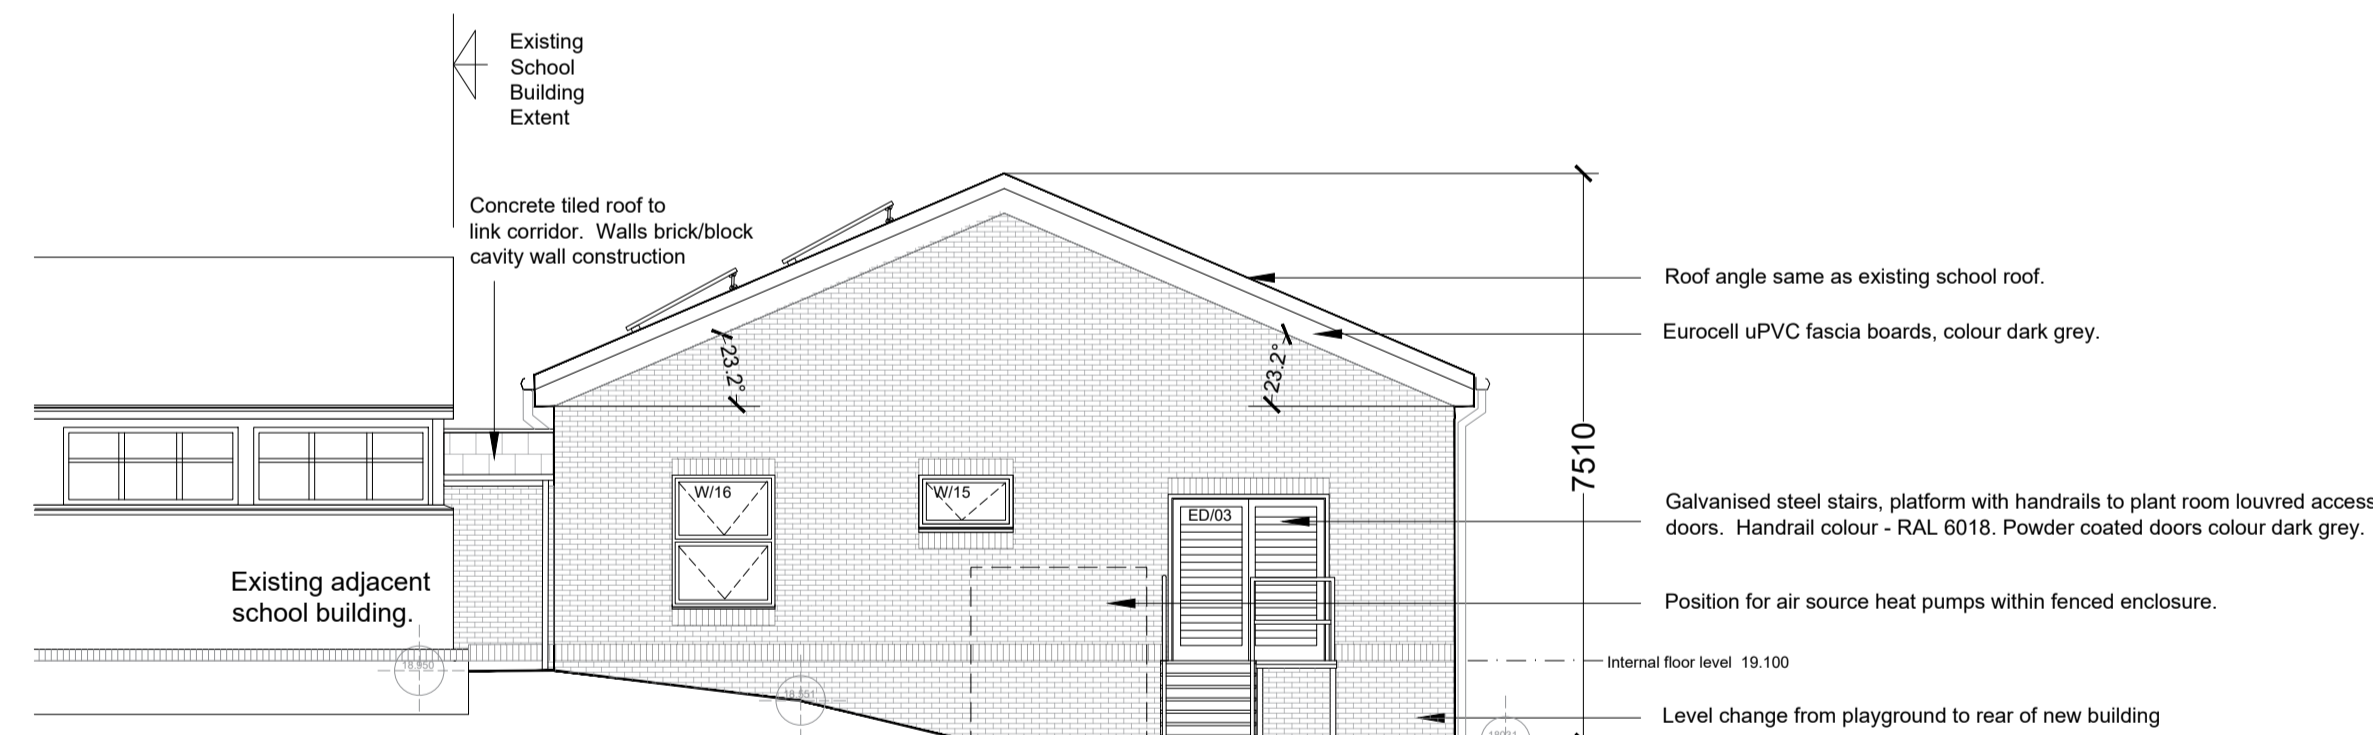 Existing
School
Building
Extent
Concrete tiled roof to
link corridor. Walls brick/block
cavity wall construction
Roof angle same as existing school roof.
Eurocell uPVC fascia boards, colour dark grey.
23.2°
23.2°
7510
W/16
W/15
ED/03
Galvanised steel stairs, platform with handrails to plant room louvred access
doors. Handrail colour - RAL 6018. Powder coated doors colour dark grey.
Existing adjacent
school building.
Position for air source heat pumps within fenced enclosure.
18.950
Internal floor level 19.100
18.551
Level change from playground to rear of new building